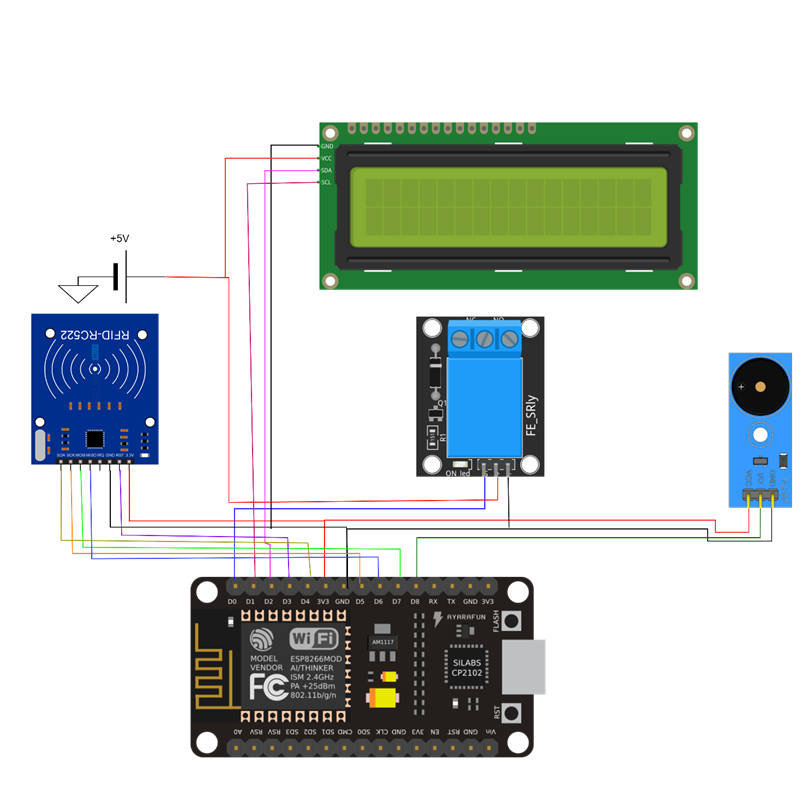 GND
VCC
SDA
SCL
+5V
RFID-RC522
SDA SCK MOSI MISO IRQ GND RST 3.3V
NC NO
Q1
R1
FE_SRly
ON_led
VCC
I/O
GND
D0 D1 D2 D3 D4 3V3 GND D5 D6 D7 D8 RX TX GND 3V3
AYARAFUN
FLASH
WiFi
MODEL
VENDOR
ESP8266MOD
AI/THINKER
ISM 2.4GHz
PA +25dBm
802.11b/g/n
FC
AM1117
SILABS
CP2102
RST
A0 RSV RSV SD3 SD2 SD1 CMD SD0 CLK GND 3V3 EN RST GND Vin